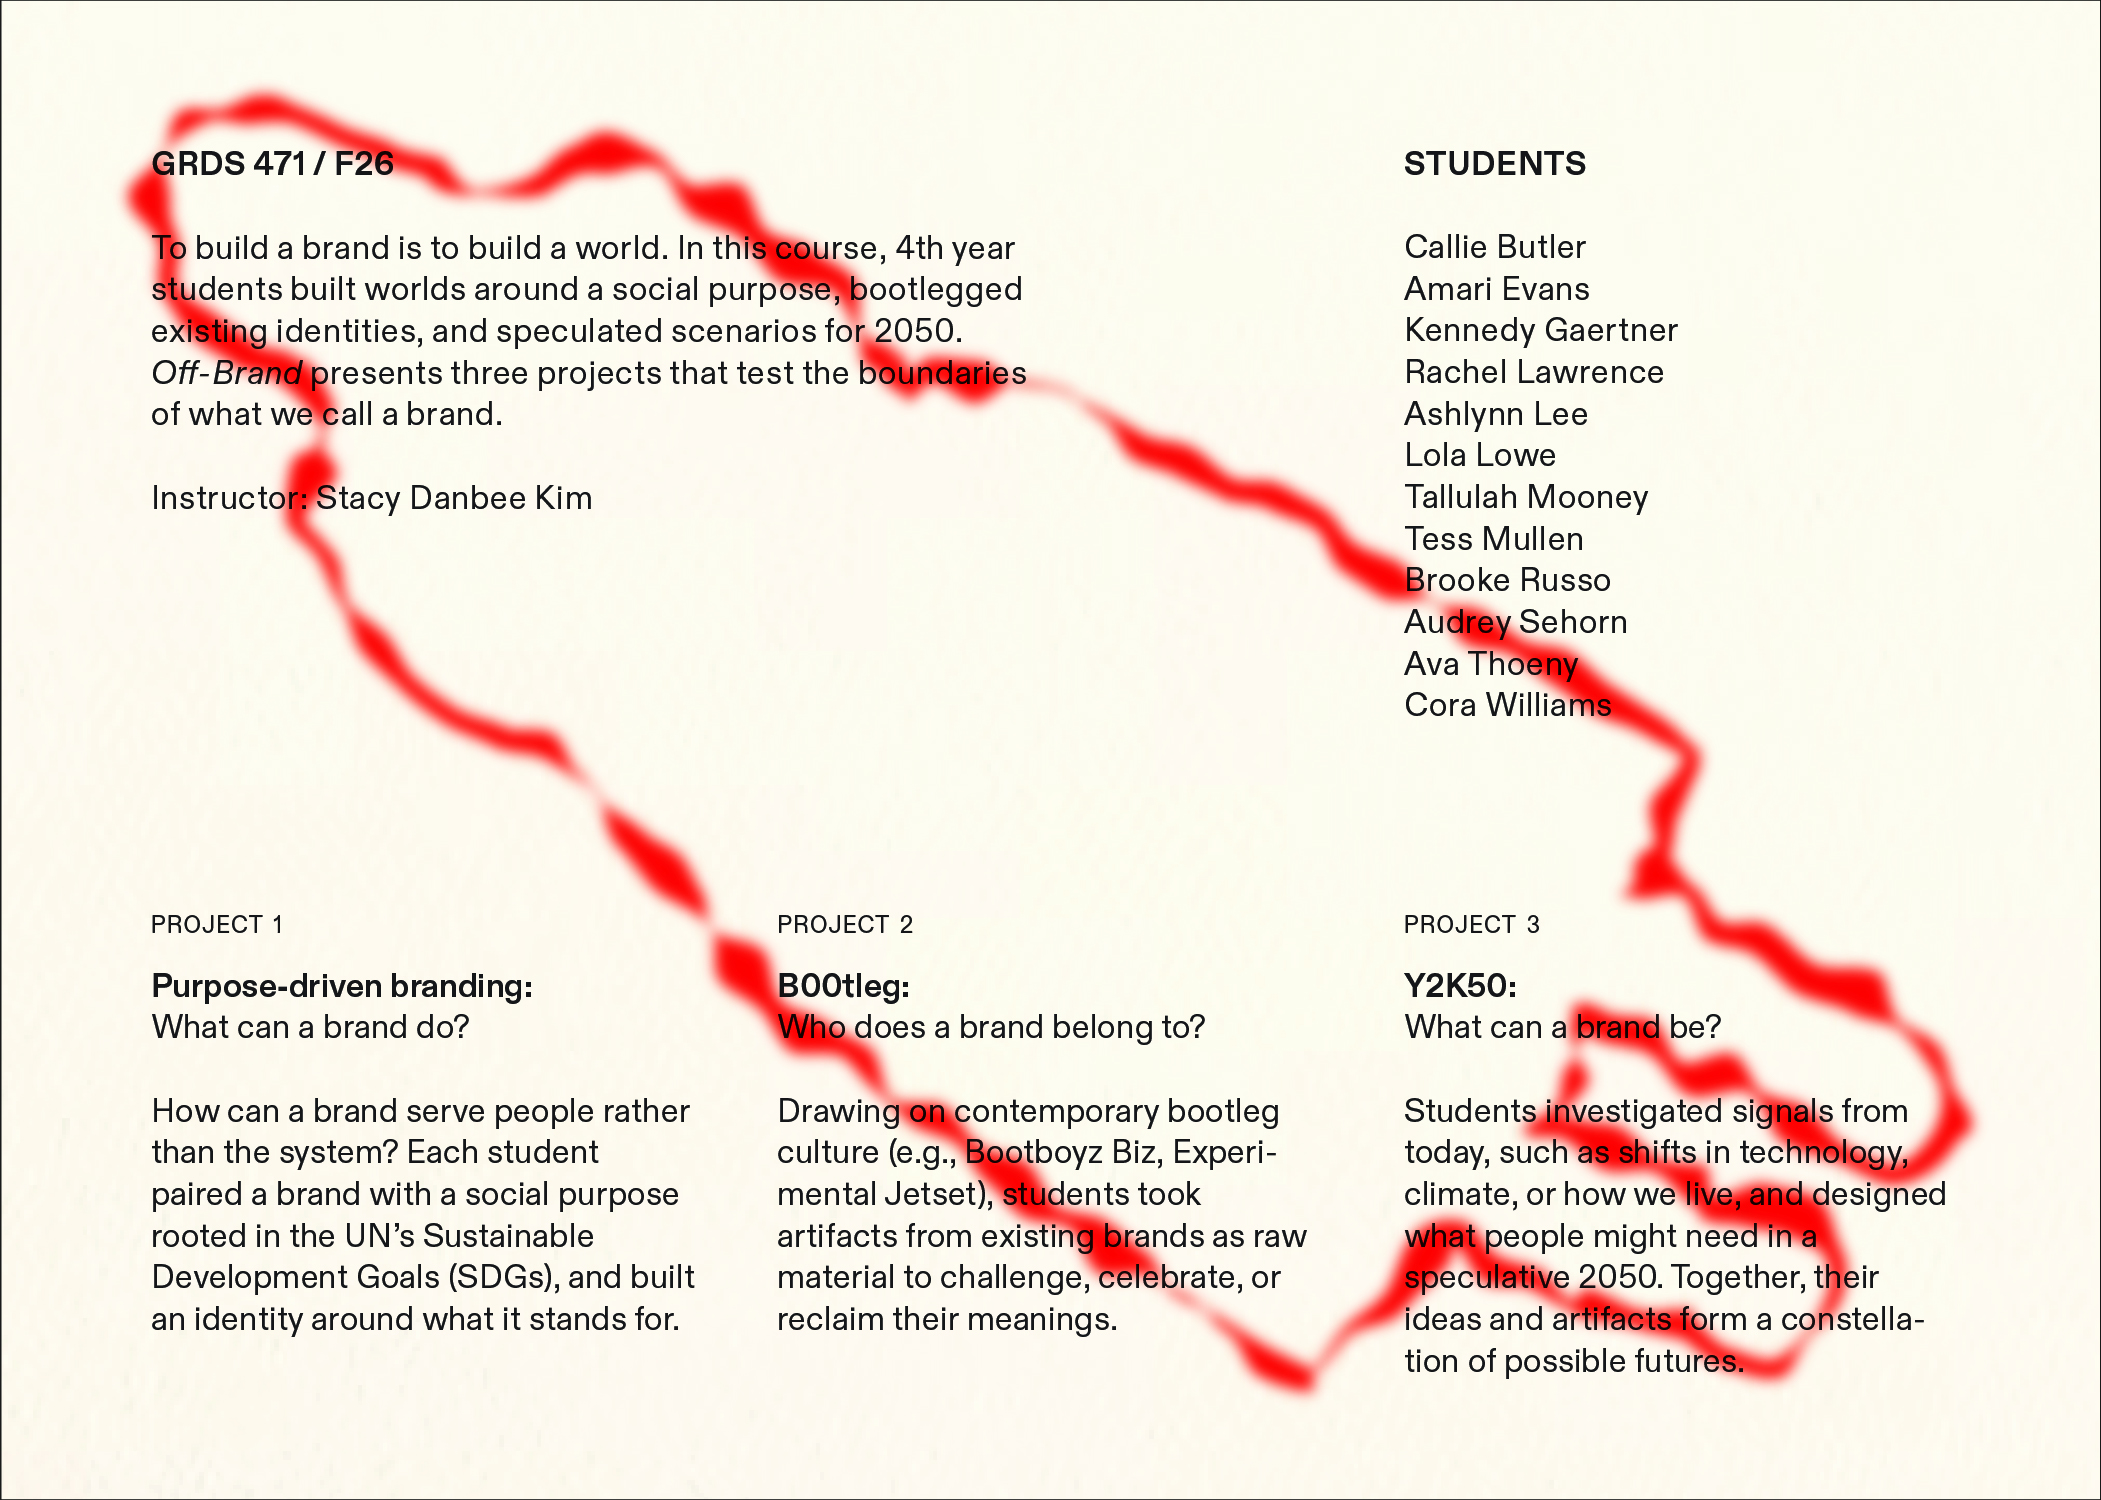 GRDS 471 / F26
To build a brand is to build a world. In this course, 4th year
students built worlds around a social purpose, bootlegged
existing identities, and speculated scenarios for 2050.
Off-Brand presents three projects that test the boundaries
of what we call a brand.
Instructor: Stacy Danbee Kim
STUDENTS
Callie Butler
Amari Evans
Kennedy Gaertner
Rachel Lawrence
Ashlynn Lee
Lola Lowe
Tallulah Mooney
Tess Mullen
Brooke Russo
Audrey Sehorn
Ava Thoeny
Cora Williams
PROJECT 1
Purpose-driven branding:
What can a brand do?
How can a brand serve people rather
than the system? Each student
paired a brand with a social purpose
rooted in the UN’s Sustainable
Development Goals (SDGs), and built
an identity around what it stands for.
PROJECT 2
B00tleg:
Who does a brand belong to?
Drawing on contemporary bootleg
culture (e.g., Bootboyz Biz, Experi-
mental Jetset), students took
artifacts from existing brands as raw
material to challenge, celebrate, or
reclaim their meanings.
PROJECT 3
Y2K50:
What can a brand be?
Students investigated signals from
today, such as shifts in technology,
climate, or how we live, and designed
what people might need in a
speculative 2050. Together, their
ideas and artifacts form a constella-
tion of possible futures.